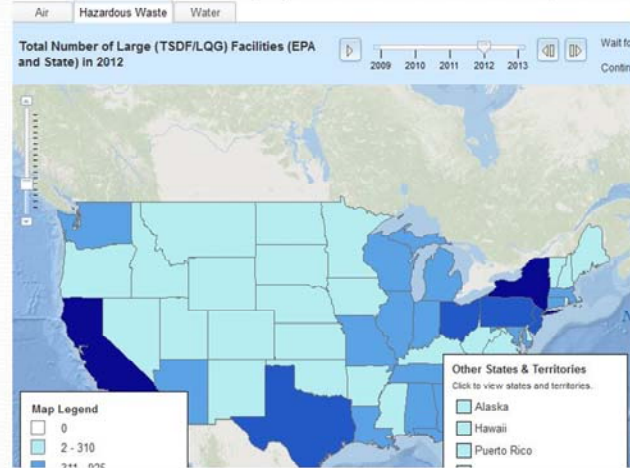 Air
Hazardous Waste
Water
Total Number of Large (TSDF/LQG) Facilities (EPA
and State) in 2012
2009 2010 2011 2012 2013
Wait fo
Contin
Map Legend
0
2 - 310
311 - 925
Other States & Territories
Click to view states and territories.
Alaska
Hawaii
Puerto Rico